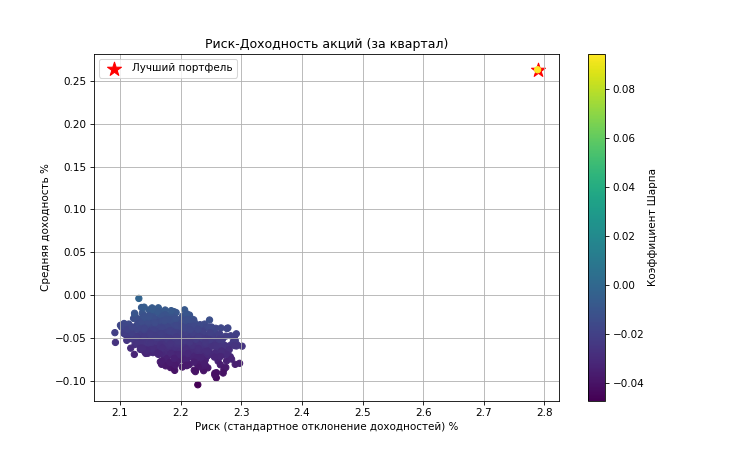 Риск-Доходность акций (за квартал)
Лучший портфель
0.25
0.20
0.15
0.10
0.05
0.00
−0.05
−0.10
Средняя доходность %
2.1 2.2 2.3 2.4 2.5 2.6 2.7 2.8
Риск (стандартное отклонение доходностей) %
0.08
0.06
0.04
0.02
0.00
−0.02
−0.04
Коэффициент Шарпа